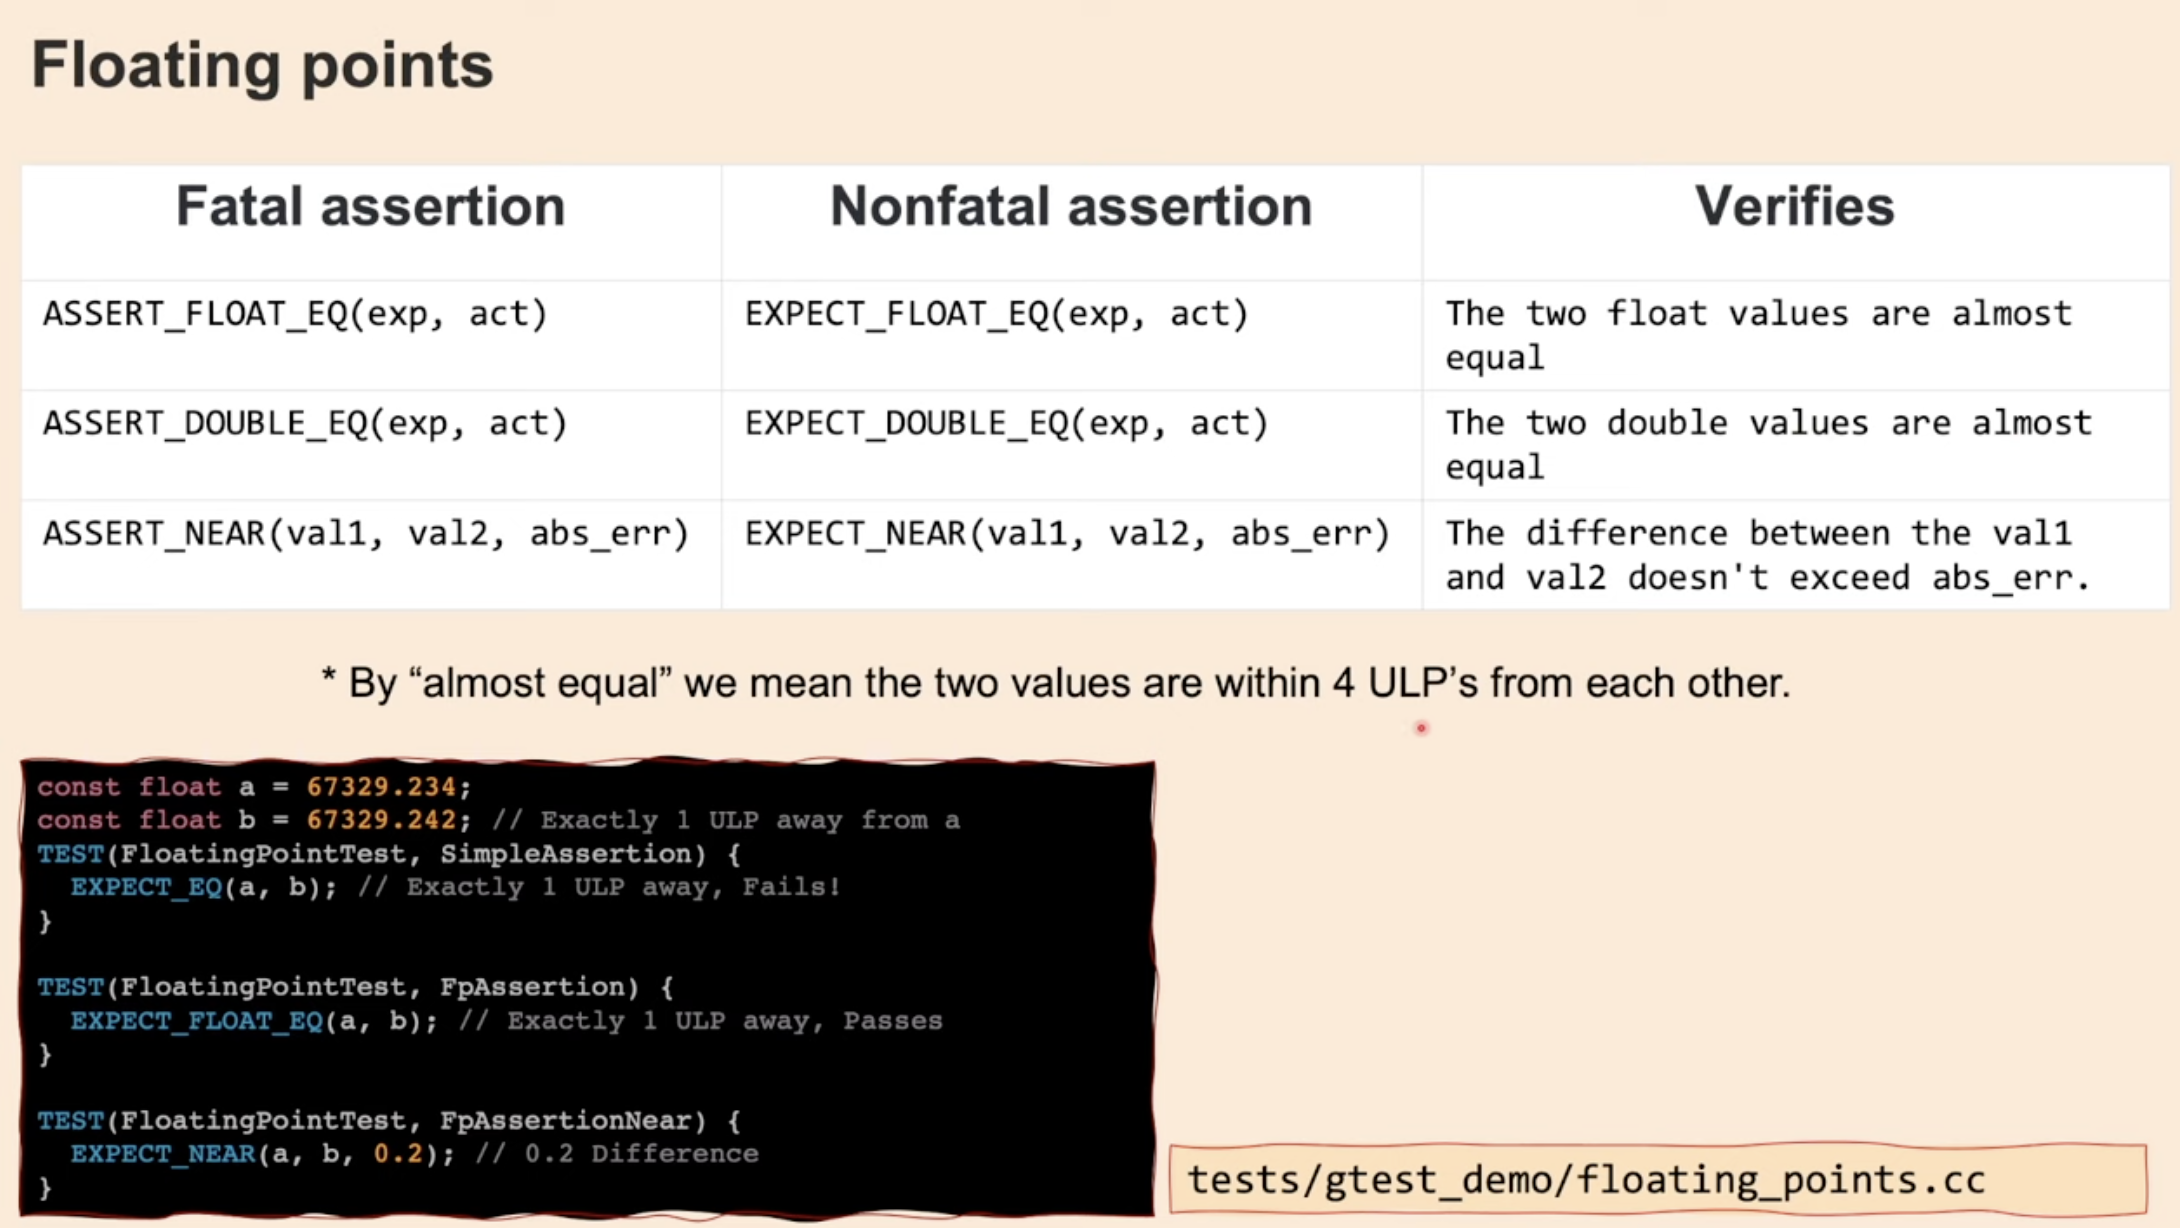 Floating points
Fatal assertion
Nonfatal assertion
Verifies
ASSERT_FLOAT_EQ(exp, act)
EXPECT_FLOAT_EQ(exp, act)
The two float values are almost
equal
ASSERT_DOUBLE_EQ(exp, act)
EXPECT_DOUBLE_EQ(exp, act)
The two double values are almost
equal
ASSERT_NEAR(val1, val2, abs_err)
EXPECT_NEAR(val1, val2, abs_err)
The difference between the val1
and val2 doesn't exceed abs_err.
* By “almost equal” we mean the two values are within 4 ULP’s from each other.
const float a = 67329.234;
const float b = 67329.242; // Exactly 1 ULP away from a
TEST(FloatingPointTest, SimpleAssertion) {
  EXPECT_EQ(a, b); // Exactly 1 ULP away, Fails!
}
TEST(FloatingPointTest, FpAssertion) {
  EXPECT_FLOAT_EQ(a, b); // Exactly 1 ULP away, Passes
}
TEST(FloatingPointTest, FpAssertionNear) {
  EXPECT_NEAR(a, b, 0.2); // 0.2 Difference
}
tests/gtest_demo/floating_points.cc